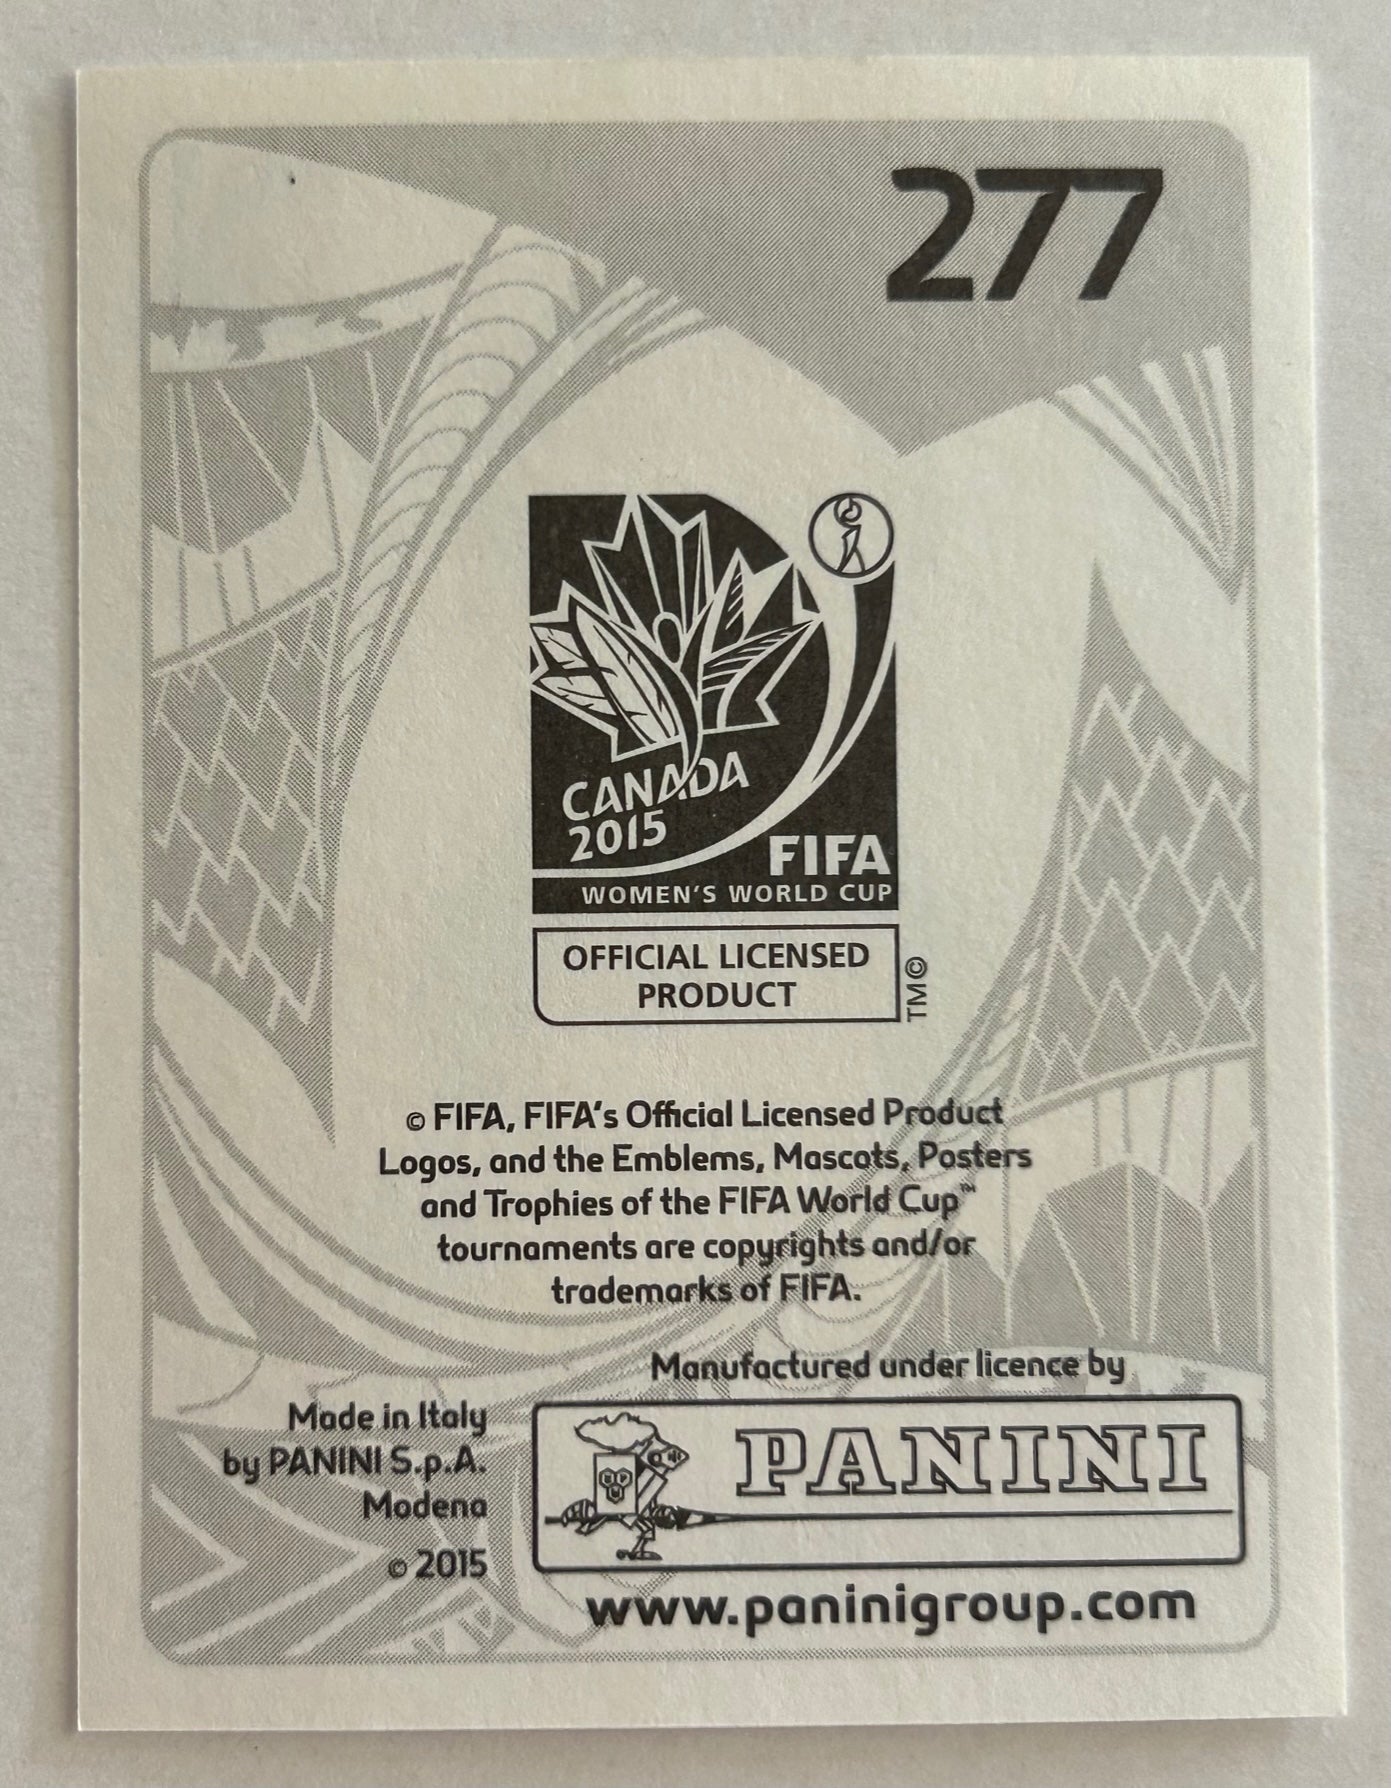 277
CANADA
2015
FIFA
WOMEN'S WORLD CUP
OFFICIAL LICENSED
PRODUCT
TM©
© FIFA, FIFA's Official Licensed Product
Logos, and the Emblems, Mascots, Posters
and Trophies of the FIFA World Cup™
tournaments are copyrights and/or
trademarks of FIFA.
Manufactured under licence by
Made in Italy
by PANINI S.p.A.
Modena
© 2015
PANINI
www.paninigroup.com